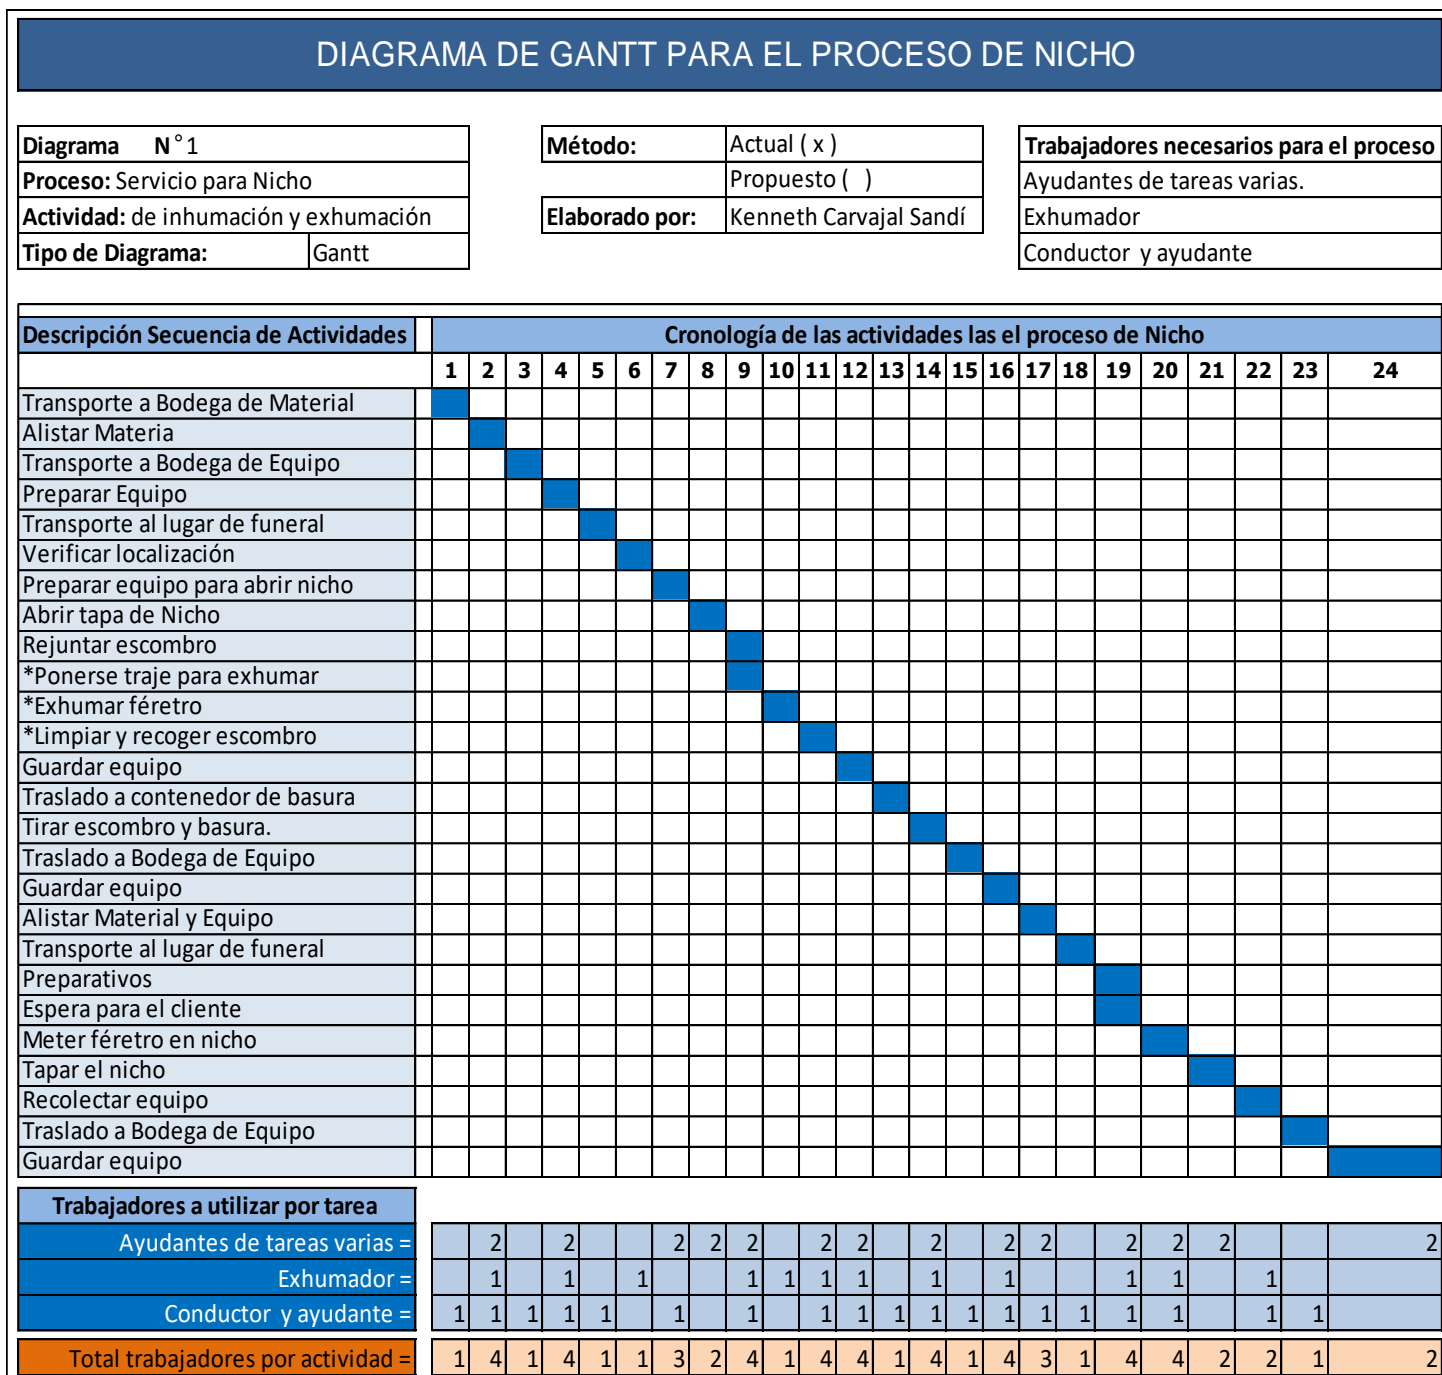 DIAGRAMA DE GANTT PARA EL PROCESO DE NICHO
Diagrama N°1
Método: Actual ( x )
Trabajadores necesarios para el proceso
Proceso: Servicio para Nicho
Propuesto ( )
Ayudantes de tareas varias.
Actividad: de inhumación y exhumación
Elaborado por: Kenneth Carvajal Sandí
Exhumador
Tipo de Diagrama: Gantt
Conductor y ayudante
Descripción Secuencia de Actividades
Cronología de las actividades las el proceso de Nicho
1 2 3 4 5 6 7 8 9 10 11 12 13 14 15 16 17 18 19 20 21 22 23 24
Transporte a Bodega de Material
Alistar Materia
Transporte a Bodega de Equipo
Preparar Equipo
Transporte al lugar de funeral
Verificar localización
Preparar equipo para abrir nicho
Abrir tapa de Nicho
Rejuntar escombro
*Ponerse traje para exhumar
*Exhumar féretro
*Limpiar y recoger escombro
Guardar equipo
Traslado a contenedor de basura
Tirar escombro y basura.
Traslado a Bodega de Equipo
Guardar equipo
Alistar Material y Equipo
Transporte al lugar de funeral
Preparativos
Espera para el cliente
Meter féretro en nicho
Tapar el nicho
Recolectar equipo
Traslado a Bodega de Equipo
Guardar equipo
Trabajadores a utilizar por tarea
Ayudantes de tareas varias = 2 2 2 2 2 2 2 2 2 2 2 2 2 2
Exhumador = 1 1 1 1 1 1 1 1 1 1 1 1
Conductor y ayudante = 1 1 1 1 1 1 1 1 1 1 1 1 1 1 1 1 1 1 1
Total trabajadores por actividad = 1 4 1 4 1 1 3 2 4 1 4 4 1 4 1 4 3 1 4 4 2 2 1 2